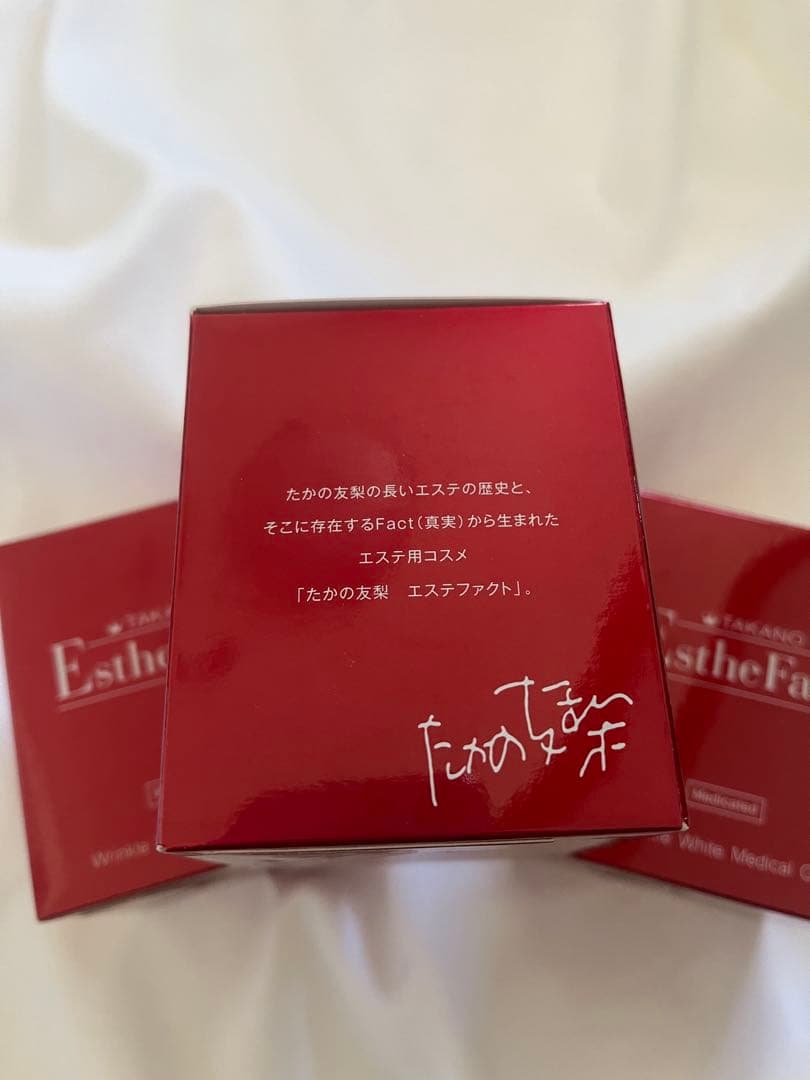 たかの友梨の長いエステの歴史と、
そこに存在するFact（真実）から生まれた
エステ用コスメ
「たかの友梨　エステファクト」。
たかの友梨
Esthe
Wrinkle
TAKANO
EstheFa
Medicated
White Medical